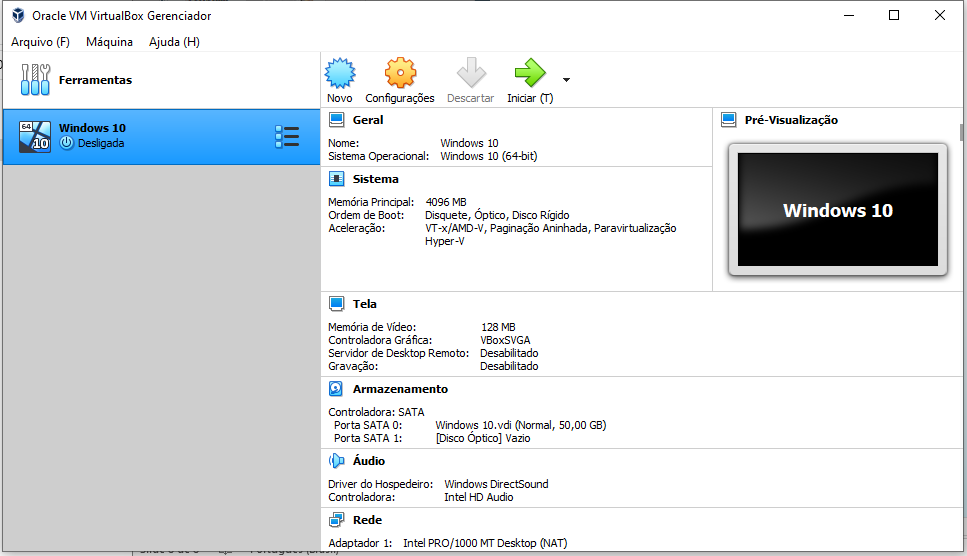 Oracle VM VirtualBox Gerenciador
Arquivo (F) Máquina Ajuda (H)
Ferramentas
Novo Configurações Descartar Iniciar (T)
64
10
Windows 10
Desligada
Geral
Nome: Windows 10
Sistema Operacional: Windows 10 (64-bit)
Pré-Visualização
Windows 10
Sistema
Memória Principal: 4096 MB
Ordem de Boot: Disquete, Óptico, Disco Rígido
Aceleração: VT-x/AMD-V, Paginação Aninhada, Paravirtualização
Hyper-V
Tela
Memória de Vídeo: 128 MB
Controladora Gráfica: VBoxSVGA
Servidor de Desktop Remoto: Desabilitado
Gravação: Desabilitado
Armazenamento
Controladora: SATA
Porta SATA 0: Windows 10.vdi (Normal, 50,00 GB)
Porta SATA 1: [Disco Óptico] Vazio
Áudio
Driver do Hospedeiro: Windows DirectSound
Controladora: Intel HD Audio
Rede
Adaptador 1: Intel PRO/1000 MT Desktop (NAT)